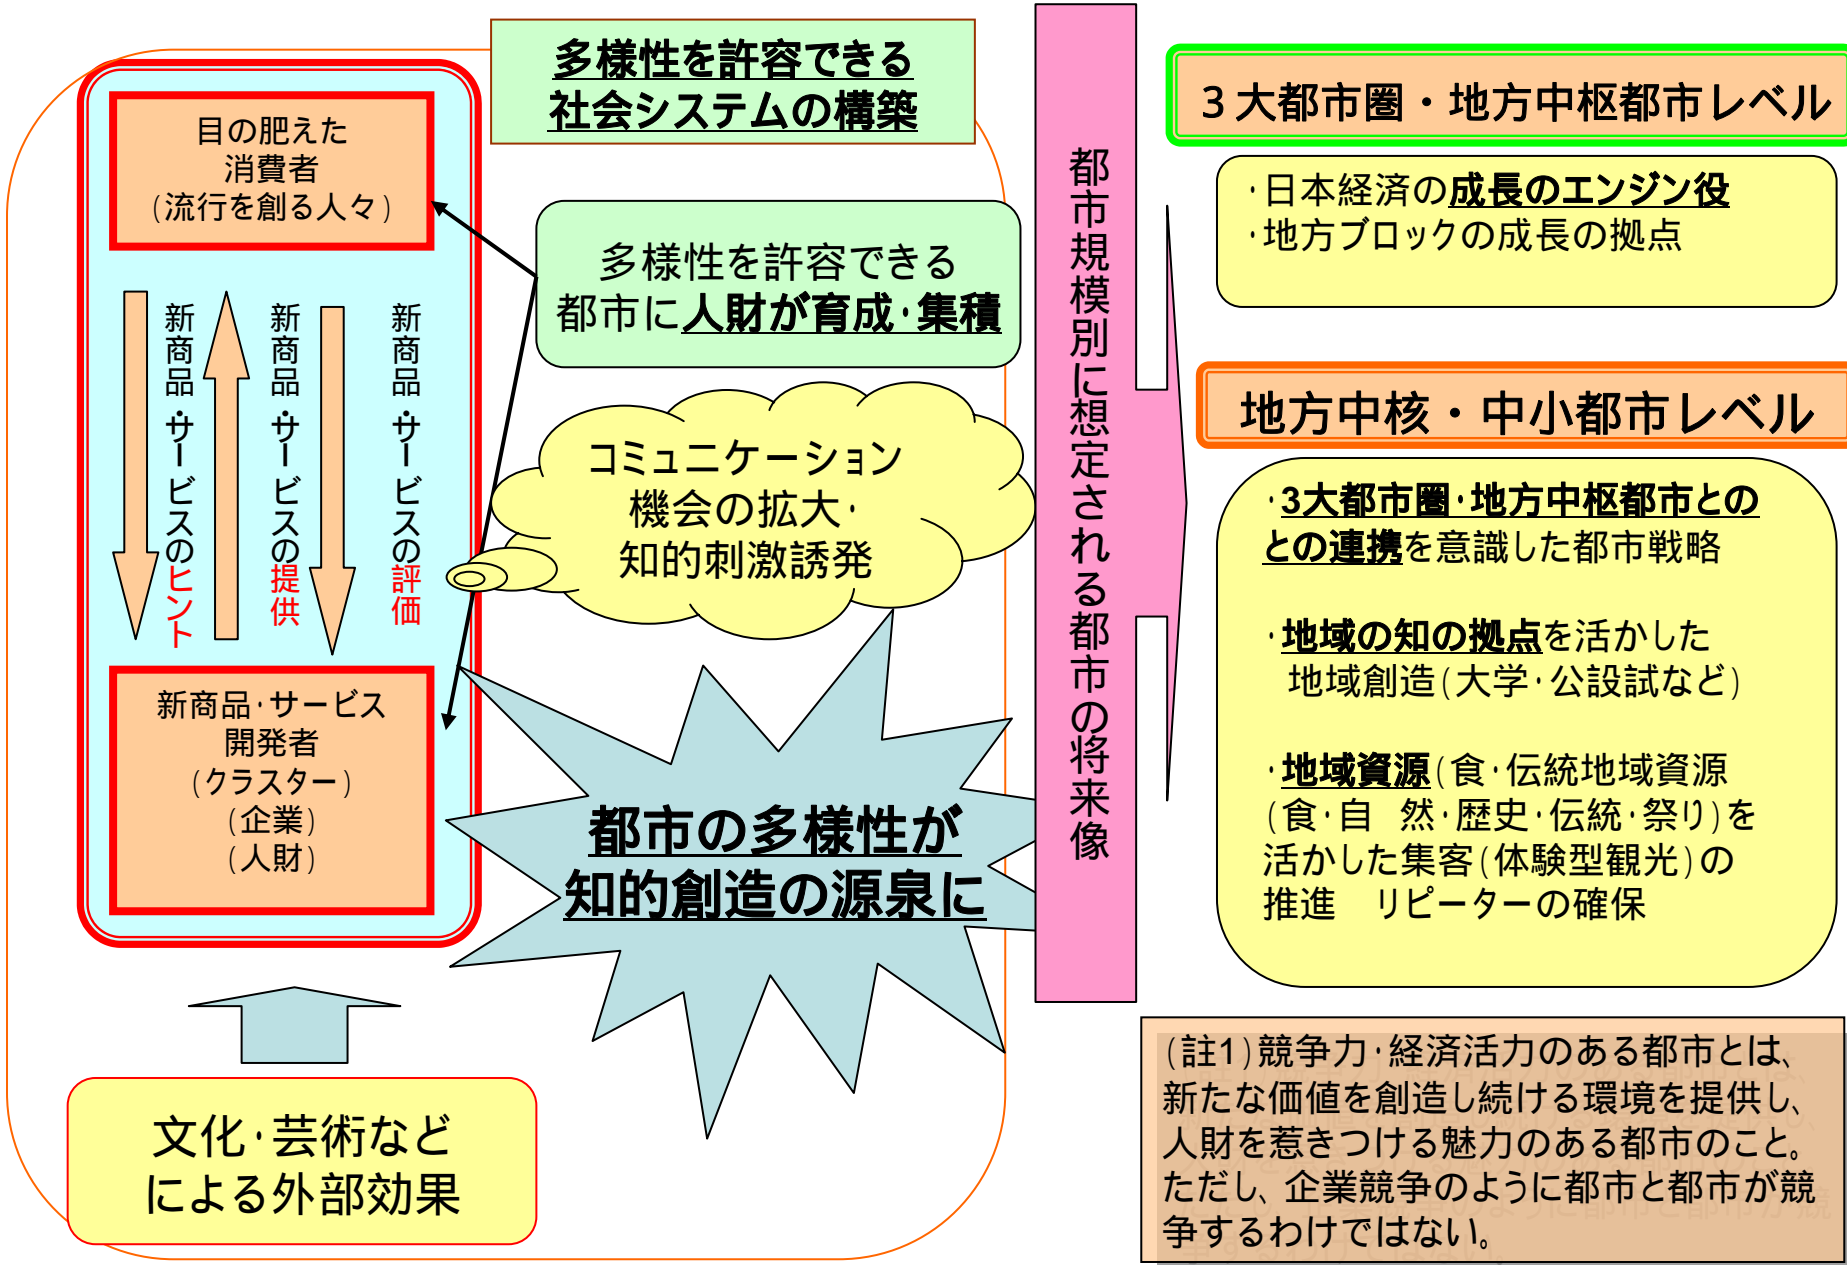 多様性を許容できる
社会システムの構築
目の肥えた
消費者
(流行を創る人々)
多様性を許容できる
都市に人財が育成・集積
新商品・サービスのヒント
新商品・サービスの提供
新商品・サービスの評価
コミュニケーション
機会の拡大・
知的刺激誘発
新商品・サービス
開発者
(クラスター)
(企業)
(人財)
都市の多様性が
知的創造の源泉に
文化・芸術など
による外部効果
都市規模別に想定される都市の将来像
3大都市圏・地方中枢都市レベル
・日本経済の成長のエンジン役
・地方ブロックの成長の拠点
地方中核・中小都市レベル
・3大都市圏・地方中枢都市との
との連携を意識した都市戦略
・地域の知の拠点を活かした
地域創造(大学・公設試など)
・地域資源(食・伝統地域資源
(食・自　然・歴史・伝統・祭り)を
活かした集客(体験型観光)の
推進　リピーターの確保
(註1)競争力・経済活力のある都市とは、
新たな価値を創造し続ける環境を提供し、
人財を惹きつける魅力のある都市のこと。
ただし、企業競争のように都市と都市が競
争するわけではない。